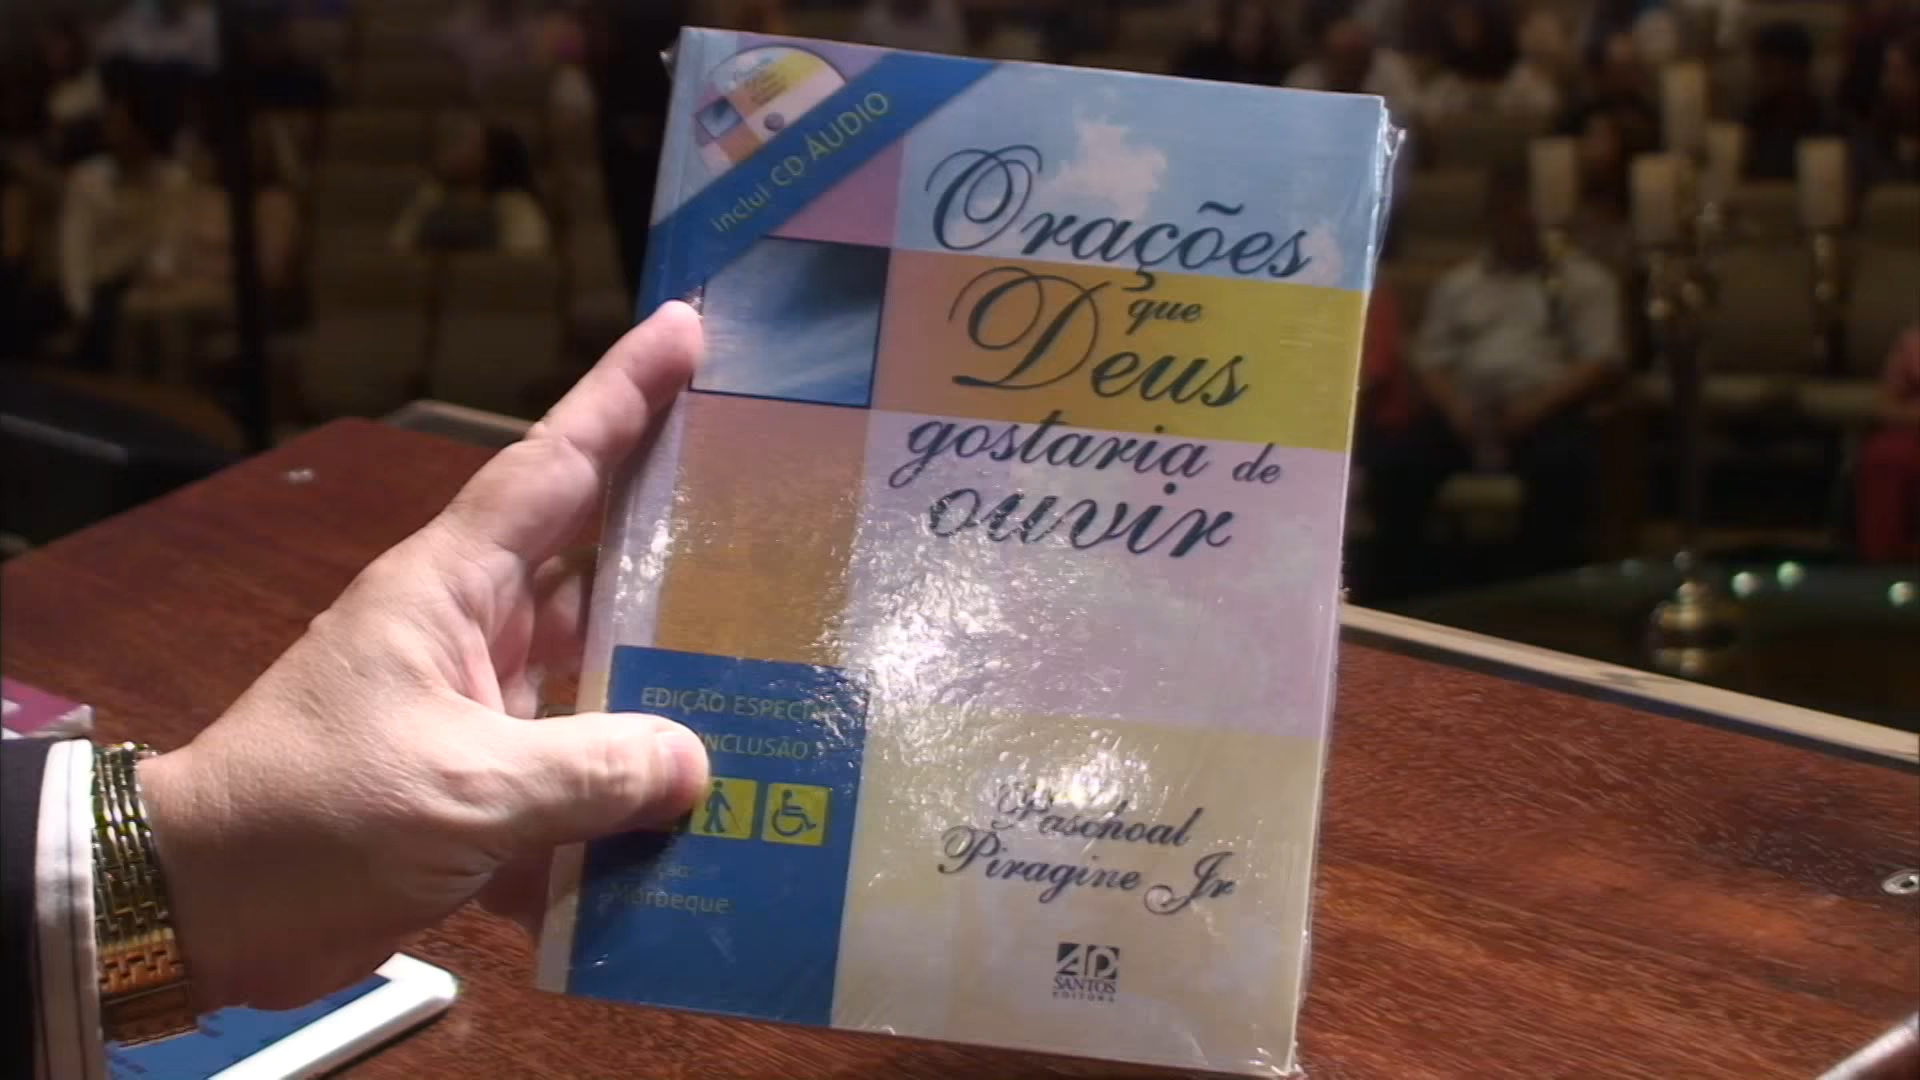 inclui CD ÁUDIO
Orações
que
Deus
gostaria de
ouvir
EDIÇÃO ESPECIAL
INCLUSÃO
Paschoal
Piragine Jr
AD
SANTOS
EDITORA